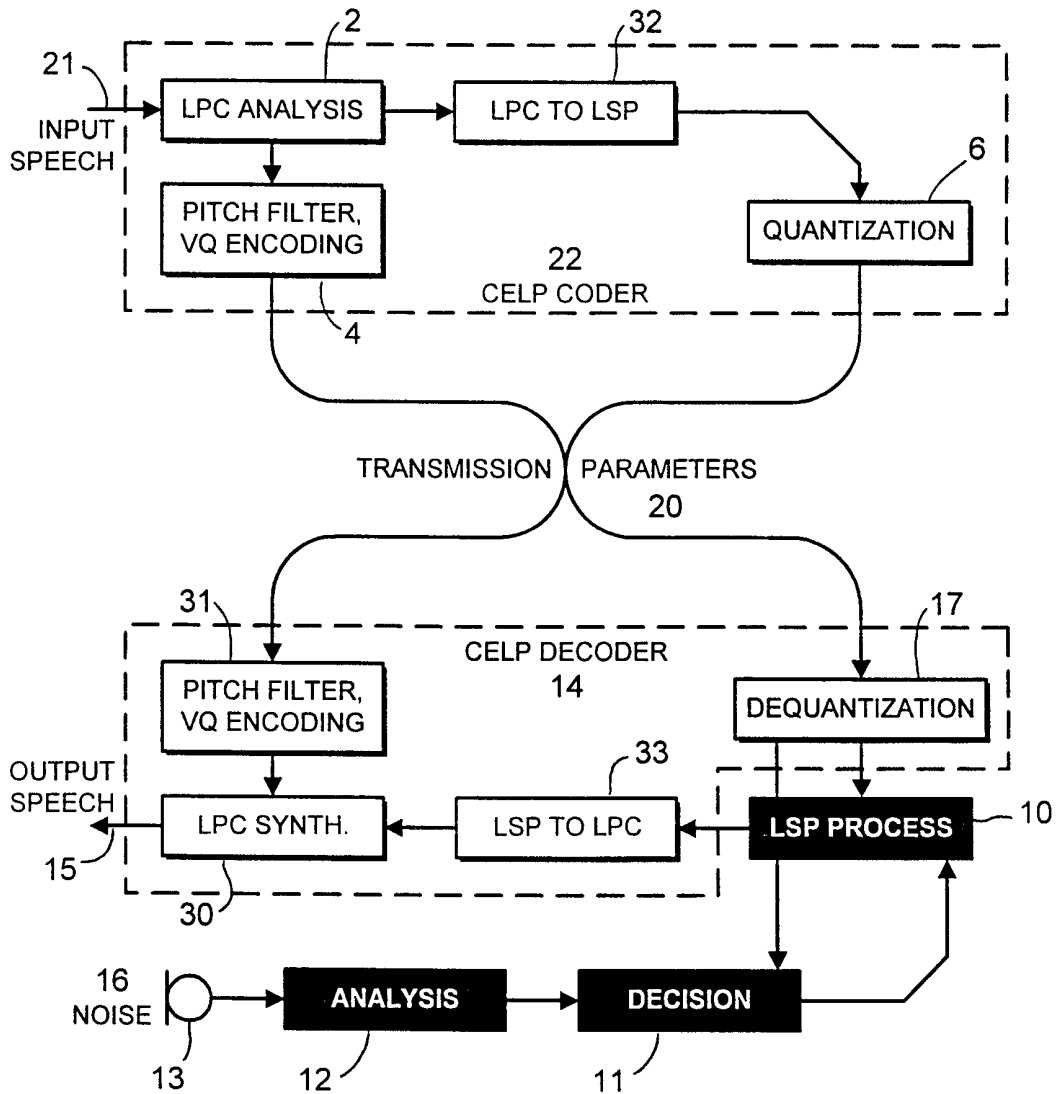 2
32
21
LPC ANALYSIS
LPC TO LSP
INPUT
SPEECH
6
PITCH FILTER,
VQ ENCODING
QUANTIZATION
22
CELP CODER
4
TRANSMISSION PARAMETERS
20
31
17
CELP DECODER
14
PITCH FILTER,
VQ ENCODING
DEQUANTIZATION
33
OUTPUT
SPEECH
LPC SYNTH.
LSP TO LPC
LSP PROCESS
10
15
30
16
NOISE
ANALYSIS
DECISION
13
12
11